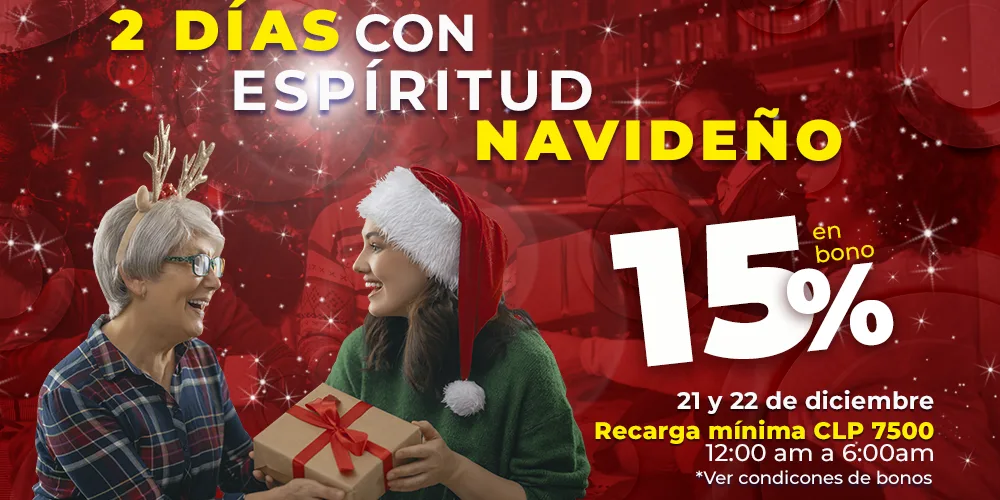 2 DÍAS CON
ESPÍRITUD
NAVIDEÑO
15%
en
bono
21 y 22 de diciembre
Recarga mínima CLP 7500
12:00 am a 6:00am
*Ver condicones de bonos